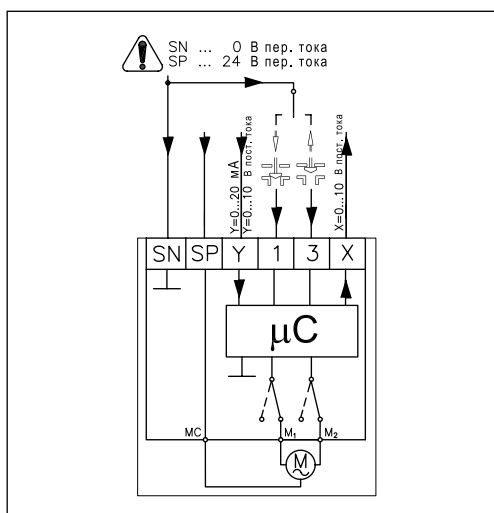 SN ... 0 В пер. тока
SP ... 24 В пер. тока
Y=0...20 мА
Y=0...10 В пост. тока
X=0...10 В пост. тока
SN SP Y 1 3 X
μC
MC M₁ M₂
M